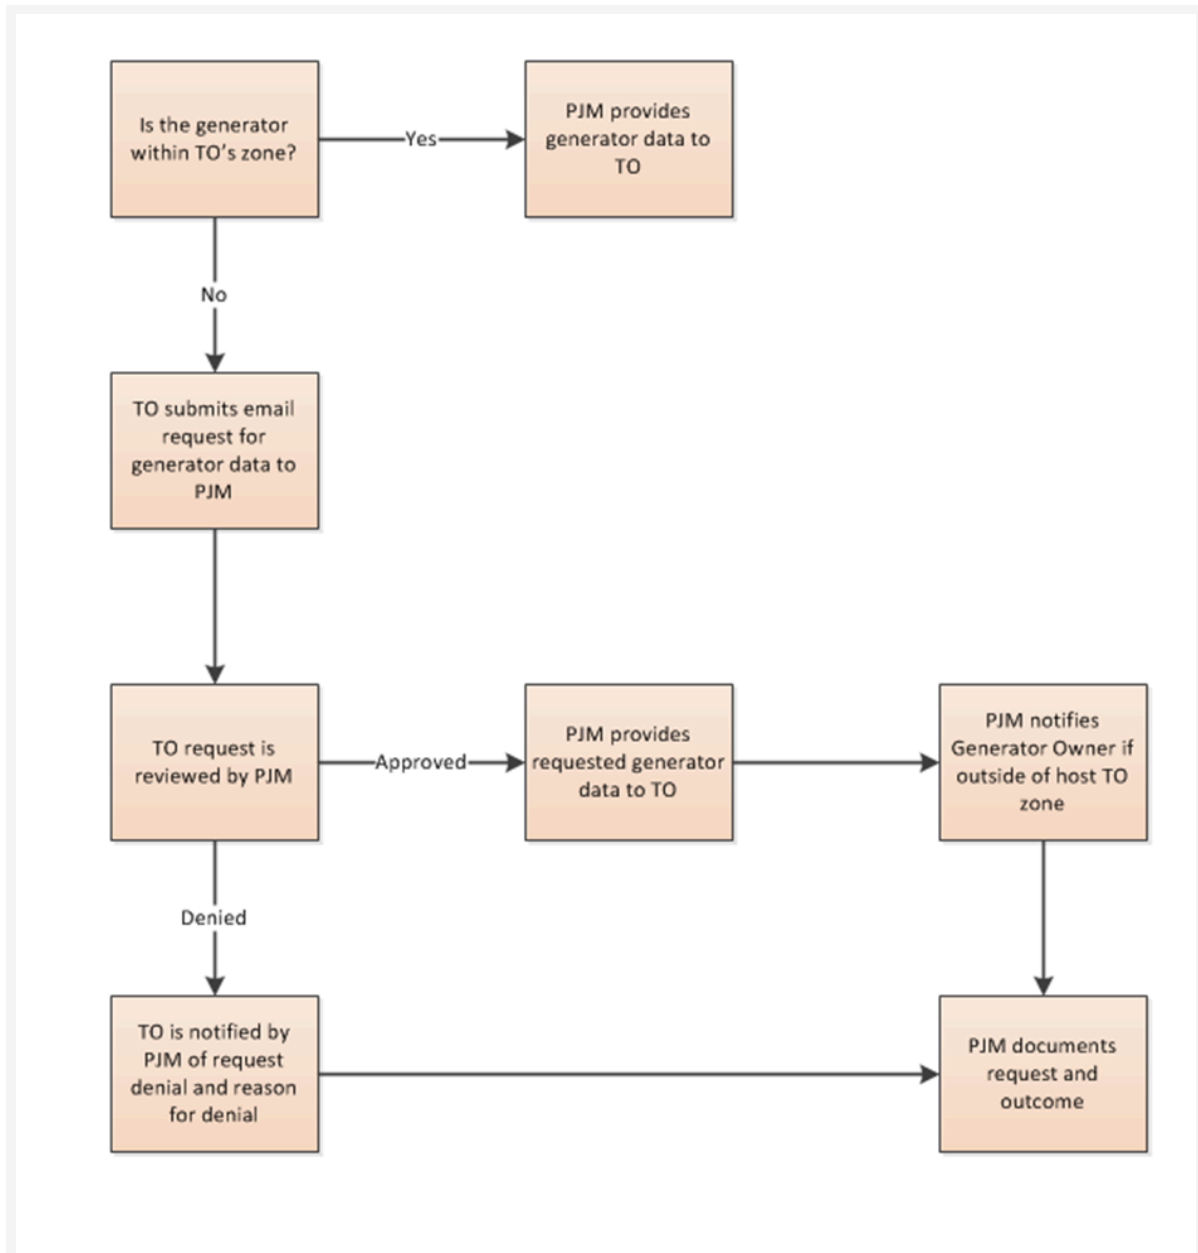 Is the generator
within TO's zone?
Yes
PJM provides
generator data to
TO
No
TO submits email
request for
generator data to
PJM
TO request is
reviewed by PJM
Approved
PJM provides
requested generator
data to TO
PJM notifies
Generator Owner if
outside of host TO
zone
Denied
TO is notified by
PJM of request
denial and reason
for denial
PJM documents
request and
outcome